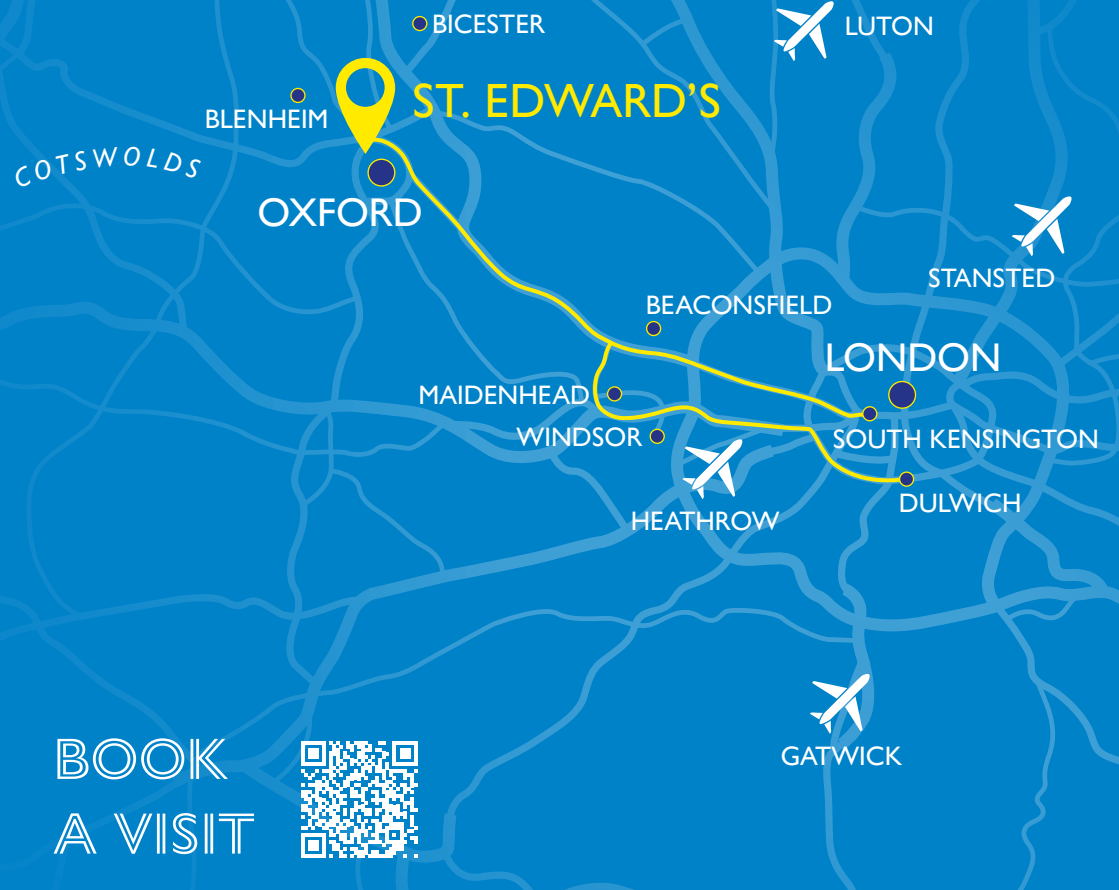 BICESTER
LUTON
ST. EDWARD'S
BLENHEIM
COTSWOLDS
OXFORD
STANSTED
BEACONSFIELD
LONDON
MAIDENHEAD
WINDSOR
SOUTH KENSINGTON
DULWICH
HEATHROW
GATWICK
BOOK
A VISIT